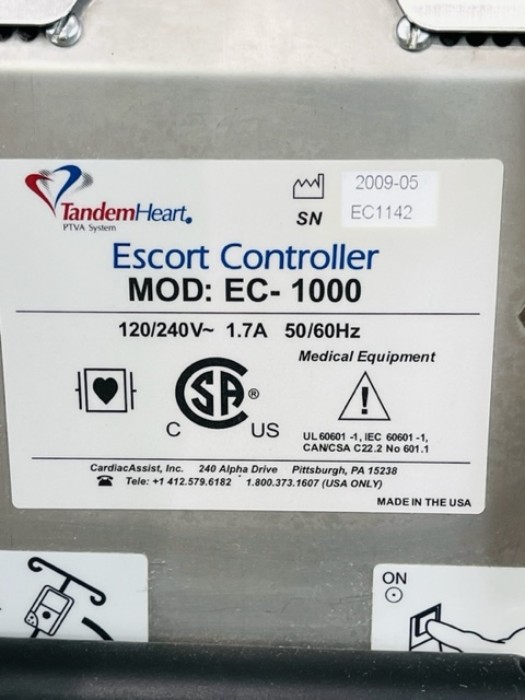 TandemHeart.
PTVA System
2009-05
SN EC1142
Escort Controller
MOD: EC- 1000
120/240V~ 1.7A 50/60Hz
Medical Equipment
CSA®
C US
UL 60601 -1, IEC 60601 -1,
CAN/CSA C22.2 No 601.1
CardiacAssist, Inc. 240 Alpha Drive Pittsburgh, PA 15238
☎ Tele: +1 412.579.6182 * 1.800.373.1607 (USA ONLY)
MADE IN THE USA
ON